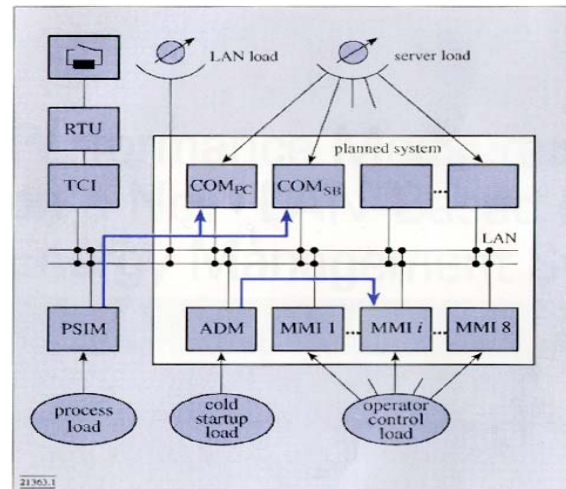 LAN load
server load
RTU
planned system
TCI
COMPC
COMSB
LAN
PSIM
ADM
MMI 1
MMI i
MMI 8
process
load
cold
startup
load
operator
control
load
21363.1